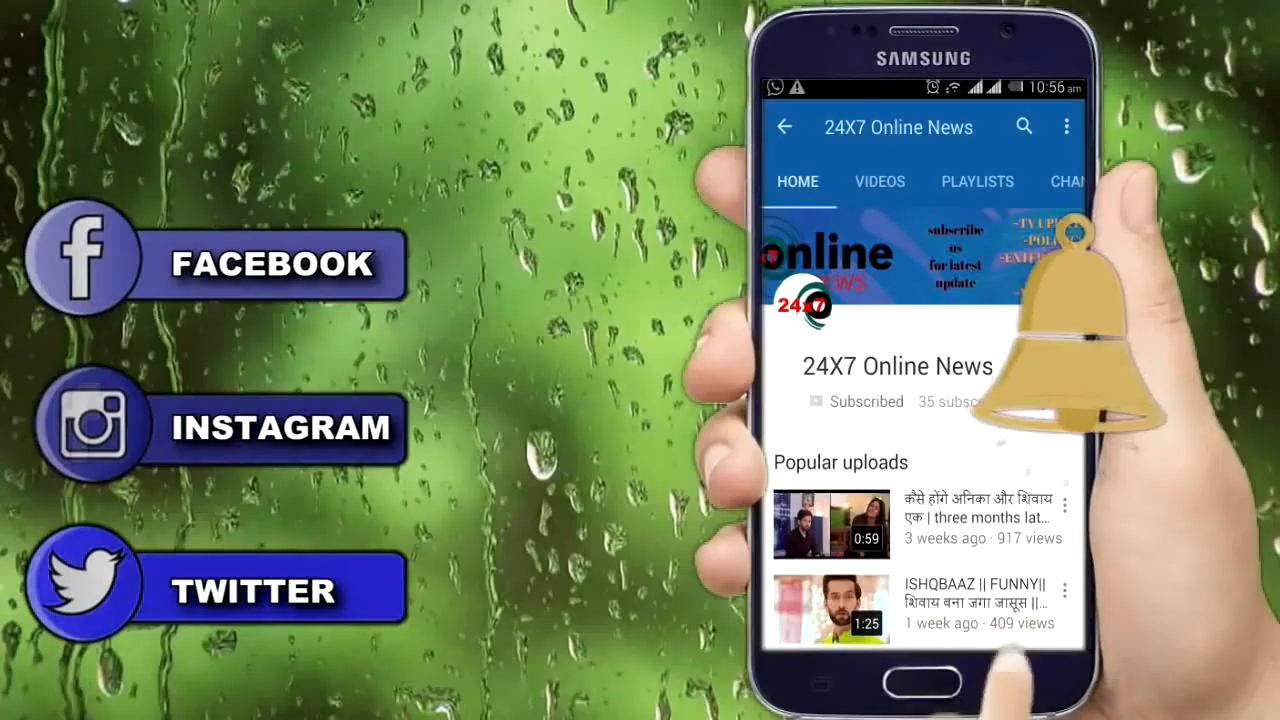 FACEBOOK
INSTAGRAM
TWITTER
SAMSUNG
10:56 am
24X7 Online News
HOME VIDEOS PLAYLISTS CHAN
online
NEWS
subscribe
us
for latest
update
24x7
24X7 Online News
Subscribed 35 subsc
Popular uploads
0:59
कैसे होंगे अनिका और शिवाय
एक | three months lat...
3 weeks ago · 917 views
1:25
ISHQBAAZ || FUNNY||
शिवाय बना जगा जासूस ||...
1 week ago · 409 views